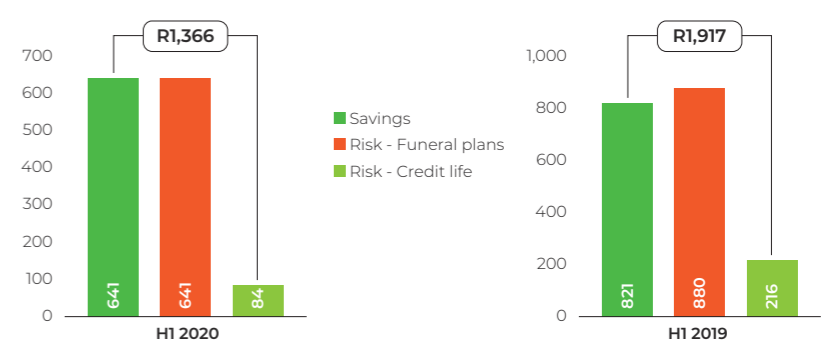 R1,366
700
600
500
400
300
200
100
0
641
641
84
H1 2020
Savings
Risk - Funeral plans
Risk - Credit life
R1,917
1,000
800
600
400
200
0
821
880
216
H1 2019